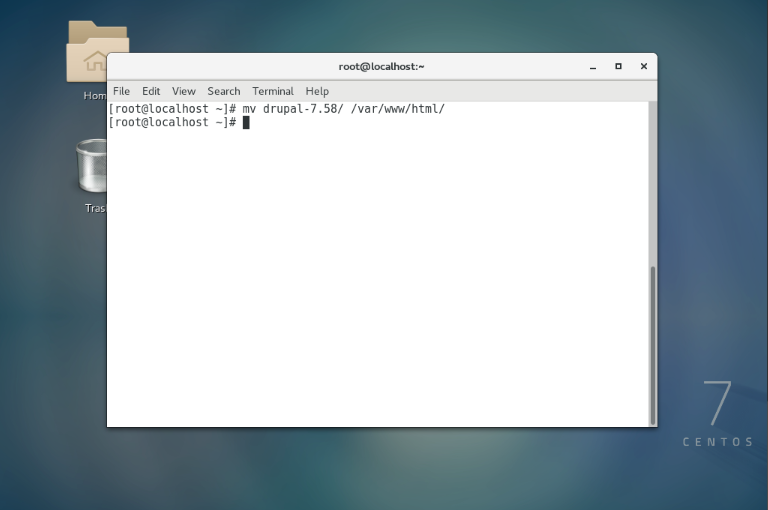 root@localhost:~
File Edit View Search Terminal Help
[root@localhost ~]# mv drupal-7.58/ /var/www/html/
[root@localhost ~]#
Hom
Tras
7
CENTOS